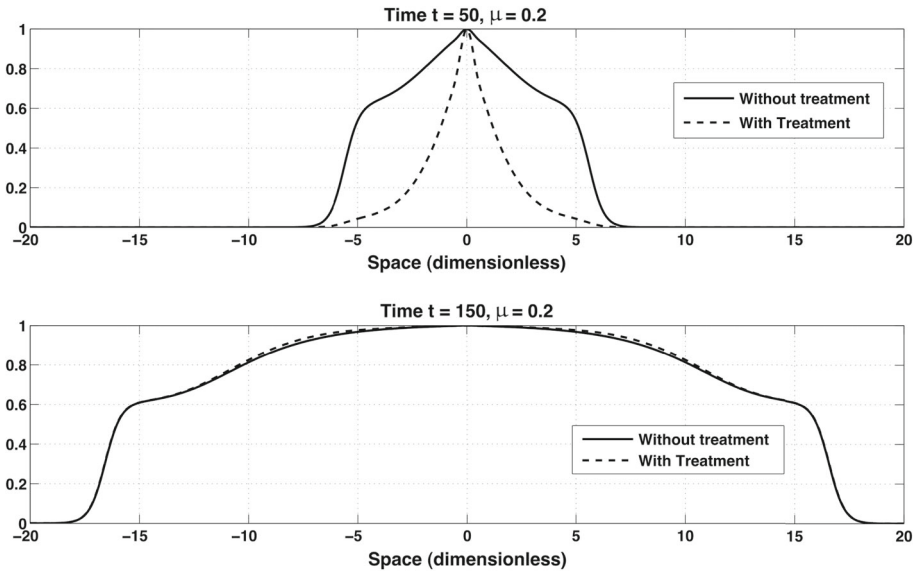 Time t = 50, μ = 0.2
1
0.8
0.6
0.4
0.2
0
Without treatment
With Treatment
−20 −15 −10 −5 0 5 10 15 20
Space (dimensionless)
Time t = 150, μ = 0.2
1
0.8
0.6
0.4
0.2
0
Without treatment
With Treatment
−20 −15 −10 −5 0 5 10 15 20
Space (dimensionless)